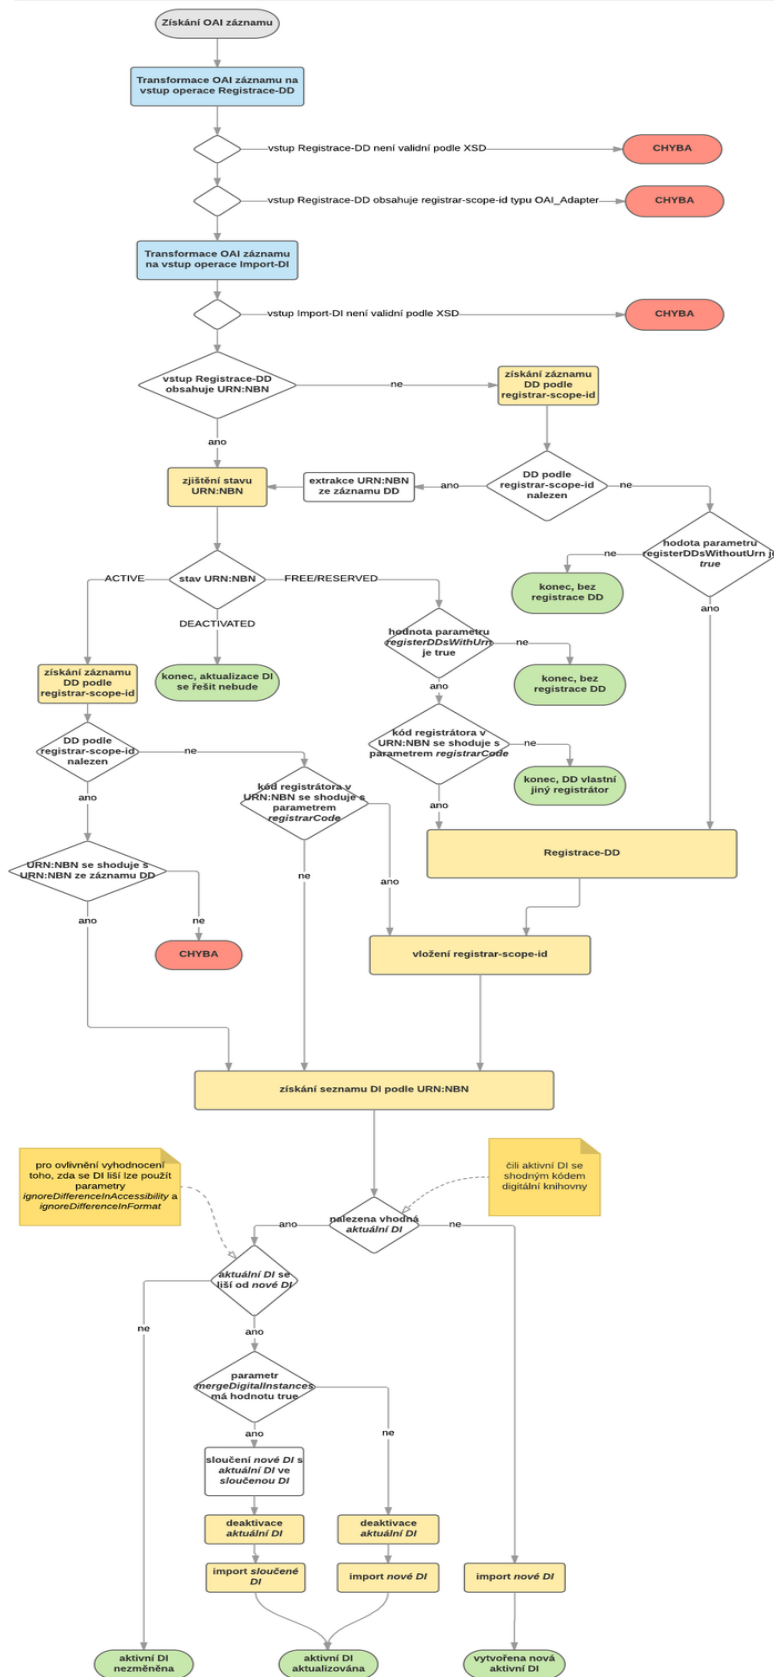 Získání OAI záznamu
Transformace OAI záznamu na
vstup operace Registrace-DD
vstup Registrace-DD není validní podle XSD
CHYBA
vstup Registrace-DD obsahuje registrar-scope-id typu OAI_Adapter
CHYBA
Transformace OAI záznamu
na vstup operace Import-DI
vstup Import-DI není validní podle XSD
CHYBA
vstup Registrace-DD
obsahuje URN:NBN
ne
získání záznamu
DD podle
registrar-scope-id
ano
zjištění stavu
URN:NBN
extrakce URN:NBN
ze záznamu DD
ano
DD podle
registrar-scope-id
nalezen
ne
hodota parametru
registerDDsWithoutUrn je
true
ne
konec, bez
registrace DD
ano
ACTIVE
stav URN:NBN
FREE/RESERVED
DEACTIVATED
konec, aktualizace DI
se řešit nebude
hodnota parametru
registerDDsWithUrn
je true
ne
konec, bez
registrace DD
ano
získání záznamu
DD podle
registrar-scope-id
kód registrátora v
URN:NBN se shoduje s
parametrem registrarCode
ne
konec, DD vlastní
jiný registrátor
ano
DD podle
registrar-scope-id
nalezen
ne
ano
kód registrátora v
URN:NBN se shoduje s
parametrem
registrarCode
ne
ano
Registrace-DD
URN:NBN se shoduje s
URN:NBN ze záznamu DD
ano
ne
CHYBA
vložení registrar-scope-id
získání seznamu DI podle URN:NBN
pro ovlivnění vyhodnocení
toho, zda se DI liší lze použít
parametry
ignoreDifferenceInAccessibility a
ignoreDifferenceInFormat
čili aktivní DI se
shodným kódem
digitální knihovny
ano
nalezena vhodná
aktuální DI
ne
aktuální DI se
liší od nové DI
ne
ano
parametr
mergeDigitalInstances
má hodnotu true
ano
ne
sloučení nové DI s
aktuální DI ve
sloučenou DI
deaktivace
aktuální DI
deaktivace
aktuální DI
import sloučené
DI
import nové DI
import nové DI
aktivní DI
nezměněna
aktivní DI
aktualizována
vytvořena nová
aktivní DI